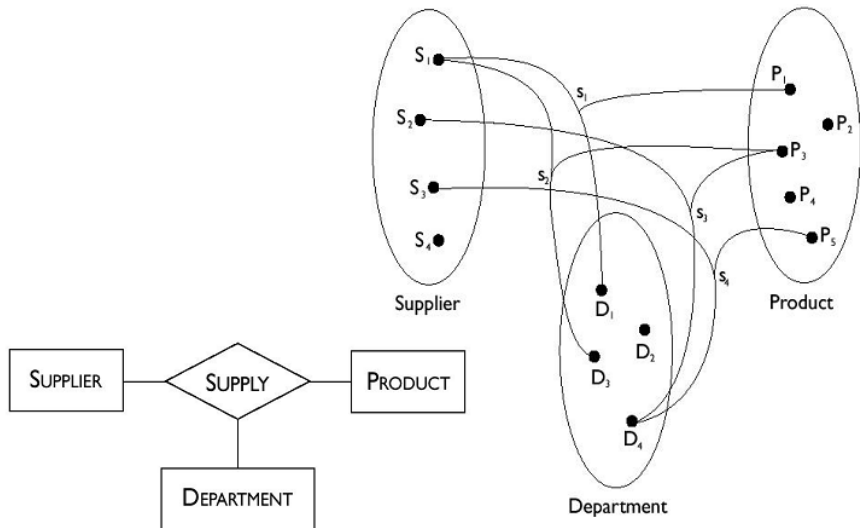 S₁
S₂
S₃
S₄
Supplier
s₁
s₂
s₃
s₄
P₁
P₂
P₃
P₄
P₅
Product
D₁
D₂
D₃
D₄
Department
SUPPLIER
SUPPLY
PRODUCT
DEPARTMENT